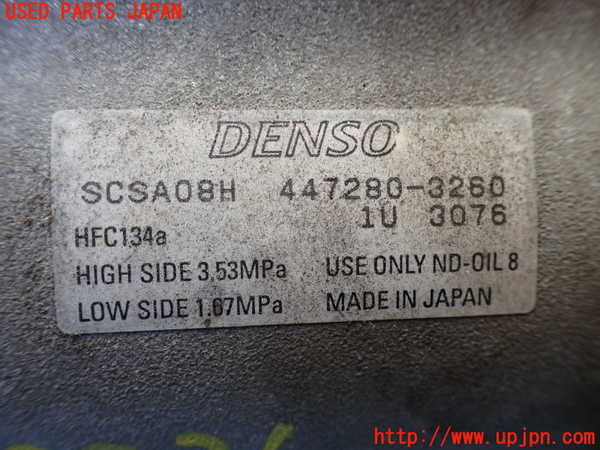 USED PARTS JAPAN
DENSO
SCSA08H 447280-3260
1U 3076
HFC134a
HIGH SIDE 3.53MPa USE ONLY ND-OIL 8
LOW SIDE 1.67MPa MADE IN JAPAN
http://www.upjpn.com/